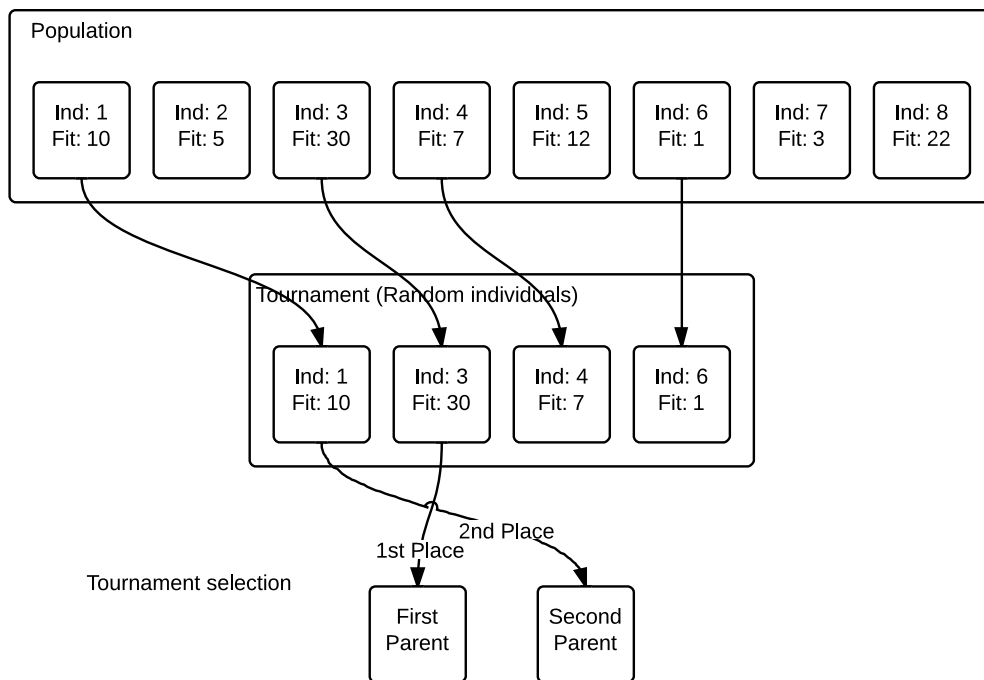 Population
Ind: 1
Fit: 10
Ind: 2
Fit: 5
Ind: 3
Fit: 30
Ind: 4
Fit: 7
Ind: 5
Fit: 12
Ind: 6
Fit: 1
Ind: 7
Fit: 3
Ind: 8
Fit: 22
Tournament (Random individuals)
Ind: 1
Fit: 10
Ind: 3
Fit: 30
Ind: 4
Fit: 7
Ind: 6
Fit: 1
2nd Place
1st Place
Tournament selection
First
Parent
Second
Parent